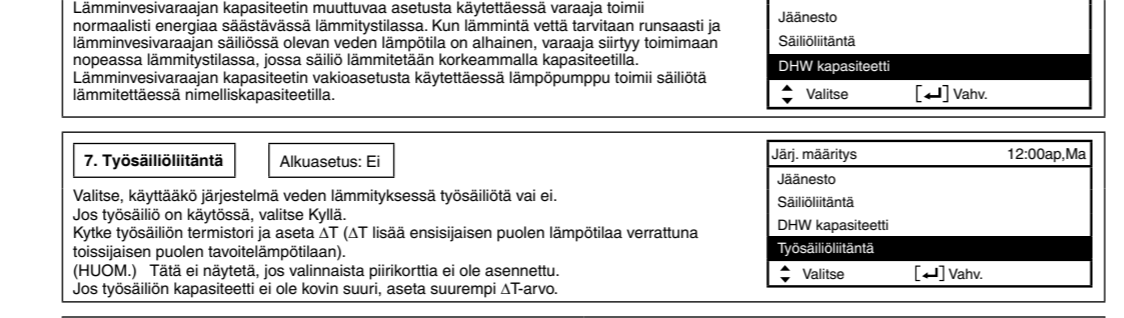 Lämminvesivaraajan kapasiteetin muuttuvaa asetusta käytettäessä varaaja toimii
normaalisti energiaa säästävässä lämmitystilassa. Kun lämmintä vettä tarvitaan runsaasti ja
lämminvesivaraajan säiliössä olevan veden lämpötila on alhainen, varaaja siirtyy toimimaan
nopeassa lämmitystilassa, jossa säiliö lämmitetään korkeammalla kapasiteetilla.
Lämminvesivaraajan kapasiteetin vakioasetusta käytettäessä lämpöpumppu toimii säiliötä
lämmitettäessä nimelliskapasiteetilla.
Jäänesto
Säiliöliitäntä
DHW kapasiteetti
Valitse [↵] Vahv.
7. Työsäiliöliitäntä Alkuasetus: Ei
Valitse, käyttääkö järjestelmä veden lämmityksessä työsäiliötä vai ei.
Jos työsäiliö on käytössä, valitse Kyllä.
Kytke työsäiliön termistori ja aseta ΔT (ΔT lisää ensisijaisen puolen lämpötilaa verrattuna
toissijaisen puolen tavoitelämpötilaan).
(HUOM.) Tätä ei näytetä, jos valinnaista piirikorttia ei ole asennettu.
Jos työsäiliön kapasiteetti ei ole kovin suuri, aseta suurempi ΔT-arvo.
Järj. määritys 12:00ap,Ma
Jäänesto
Säiliöliitäntä
DHW kapasiteetti
Työsäiliöliitäntä
Valitse [↵] Vahv.